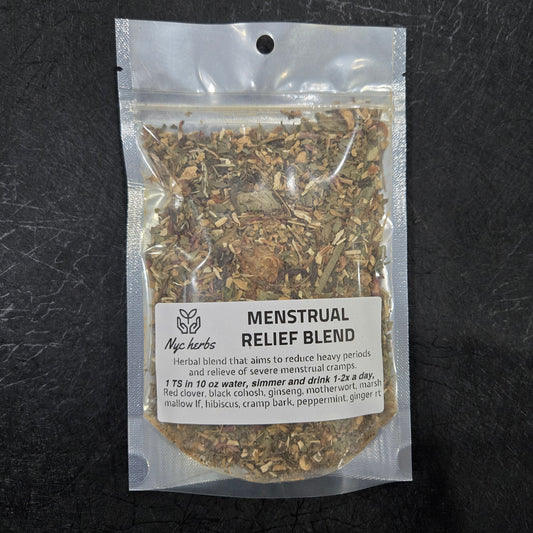 Nyc herbs
MENSTRUAL
RELIEF BLEND
Herbal blend that aims to reduce heavy periods
and relieve of severe menstrual cramps.
1 TS in 10 oz water, simmer and drink 1-2x a day,
Red clover, black cohosh, ginseng, motherwort, marsh
mallow lf, hibiscus, cramp bark, peppermint, ginger rt